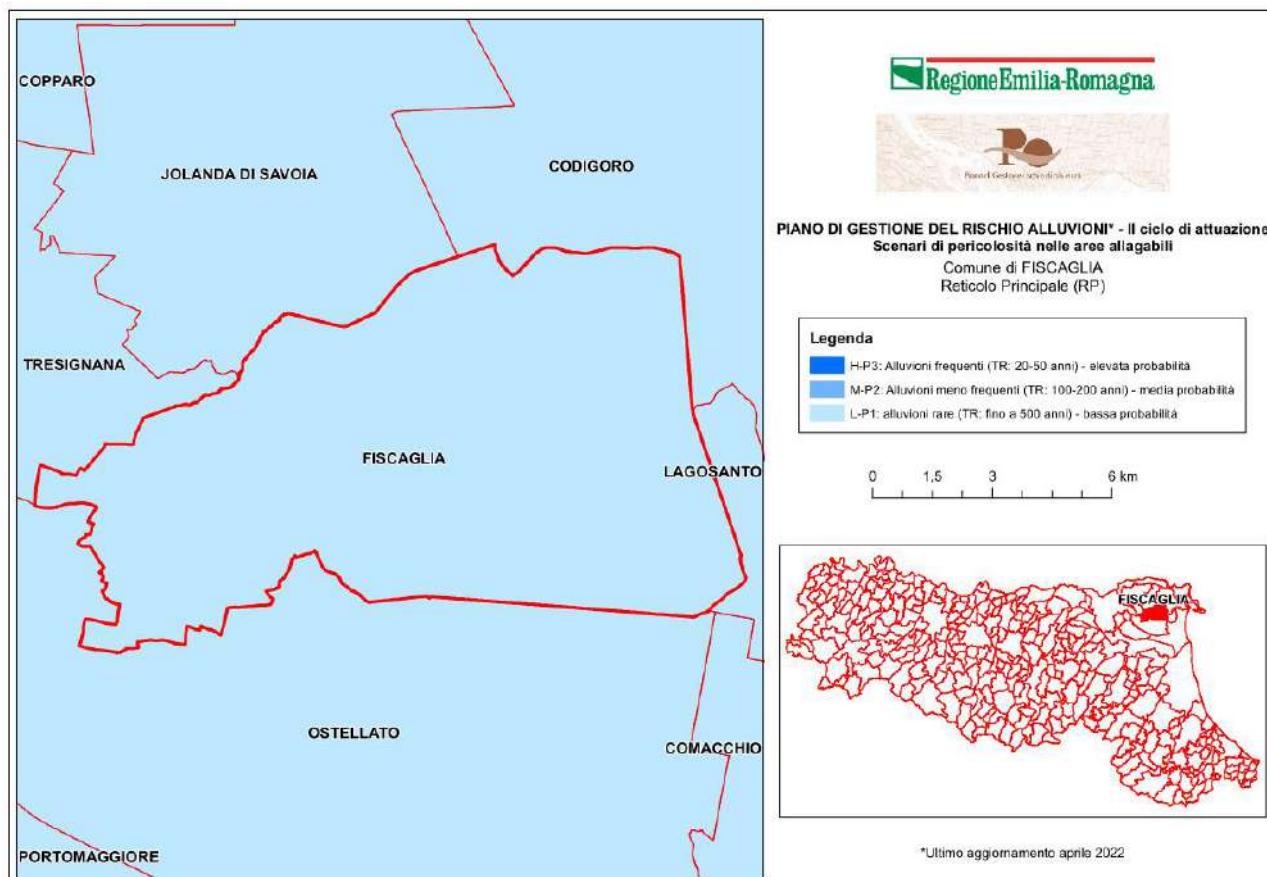 COPPARO
JOLANDA DI SAVOIA
CODIGORO
TRESIGNANA
FISCAGLIA
LAGOSANTO
OSTELLATO
COMACCHIO
PORTOMAGGIORE
RegioneEmilia-Romagna
PO
PIANO DI GESTIONE DEL RISCHIO ALLUVIONI* - II ciclo di attuazione
Scenari di pericolosità nelle aree allagabili
Comune di FISCAGLIA
Reticolo Principale (RP)
Legenda
H-P3: Alluvioni frequenti (TR: 20-50 anni) - elevata probabilità
M-P2: Alluvioni meno frequenti (TR: 100-200 anni) - media probabilità
L-P1: alluvioni rare (TR: fino a 500 anni) - bassa probabilità
0 1,5 3 6 km
FISCAGLIA
*Ultimo aggiornamento aprile 2022